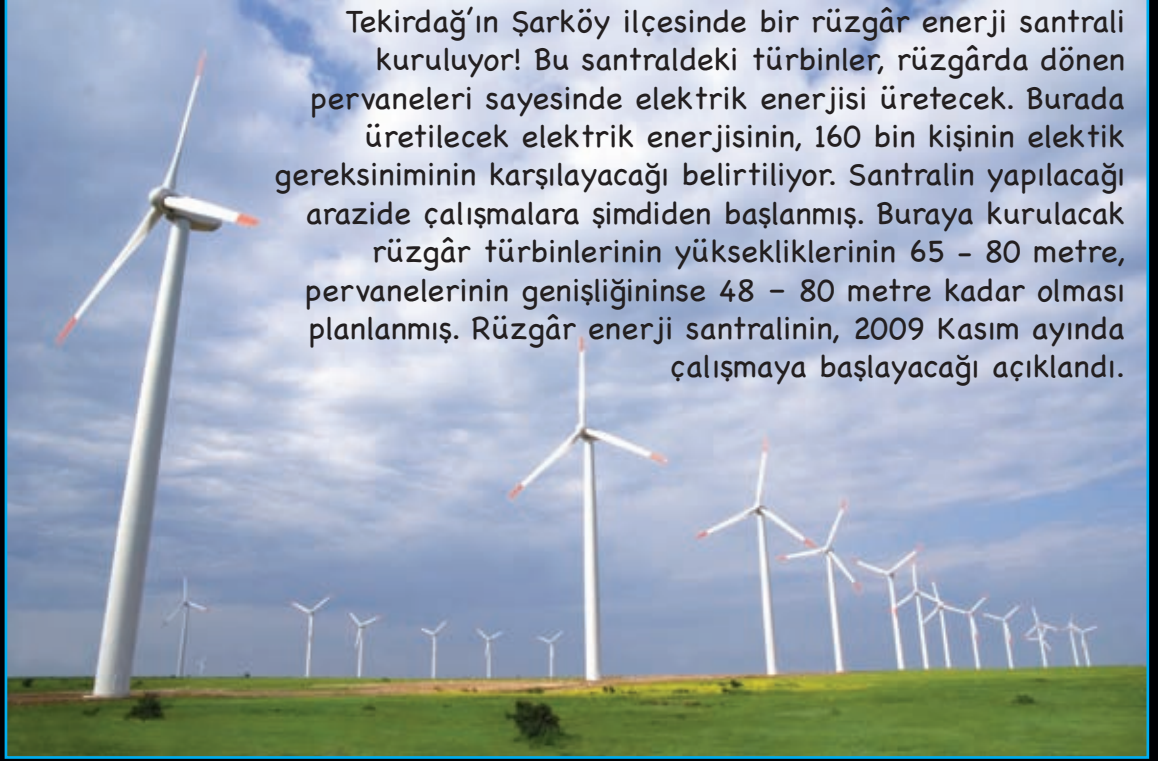 Tekirdağ'ın Şarköy ilçesinde bir rüzgâr enerji santrali
kuruluyor! Bu santraldeki türbinler, rüzgârda dönen
pervaneleri sayesinde elektrik enerjisi üretecek. Burada
üretilecek elektrik enerjisinin, 160 bin kişinin elektik
gereksiniminin karşılayacağı belirtiliyor. Santralin yapılacağı
arazide çalışmalara şimdiden başlanmış. Buraya kurulacak
rüzgâr türbinlerinin yüksekliklerinin 65 - 80 metre,
pervanelerinin genişliğininse 48 – 80 metre kadar olması
planlanmış. Rüzgâr enerji santralinin, 2009 Kasım ayında
çalışmaya başlayacağı açıklandı.